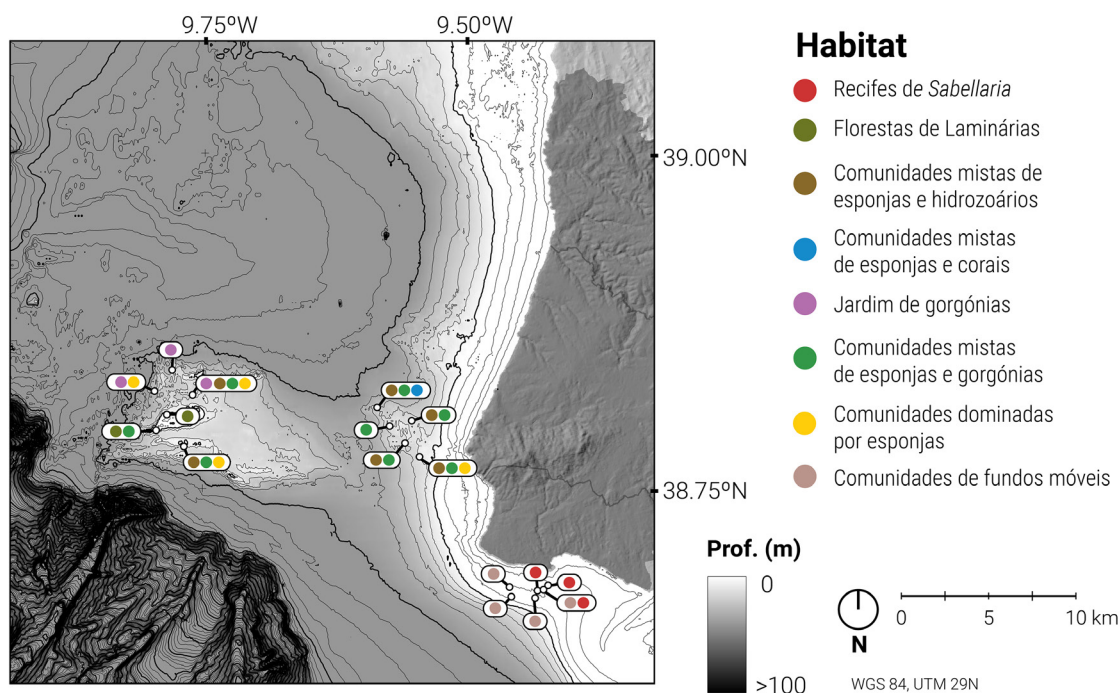 9.75ºW
9.50ºW
39.00ºN
38.75ºN
Habitat
Recifes de Sabellaria
Florestas de Laminárias
Comunidades mistas de
esponjas e hidrozoários
Comunidades mistas
de esponjas e corais
Jardim de gorgónias
Comunidades mistas
de esponjas e gorgónias
Comunidades dominadas
por esponjas
Comunidades de fundos móveis
Prof. (m)
0
>100
N
0
5
10 km
WGS 84, UTM 29N